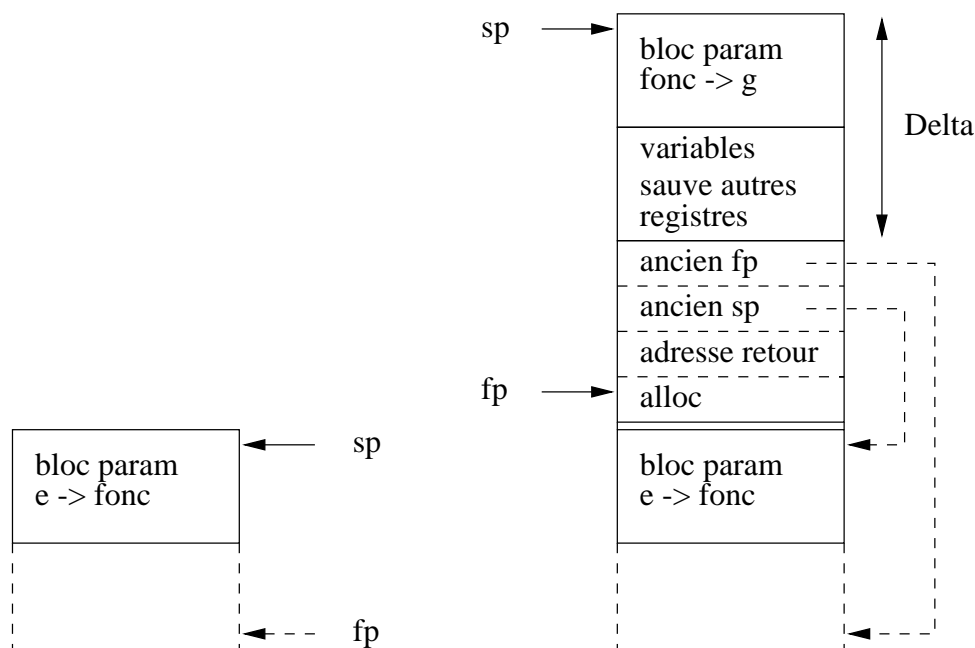 sp
bloc param
fonc -> g
Delta
variables
sauve autres
registres
ancien fp
ancien sp
adresse retour
fp
alloc
sp
bloc param
e -> fonc
bloc param
e -> fonc
fp